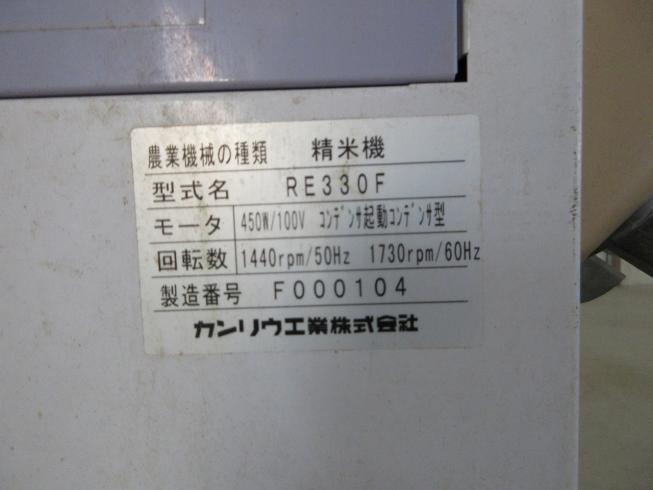 農業機械の種類 精米機
型式名 RE330F
モータ 450W/100V ｺﾝﾃﾞﾝｻ起動ｺﾝﾃﾞﾝｻ型
回転数 1440rpm/50Hz 1730rpm/60Hz
製造番号 F000104
カンリウ工業株式会社